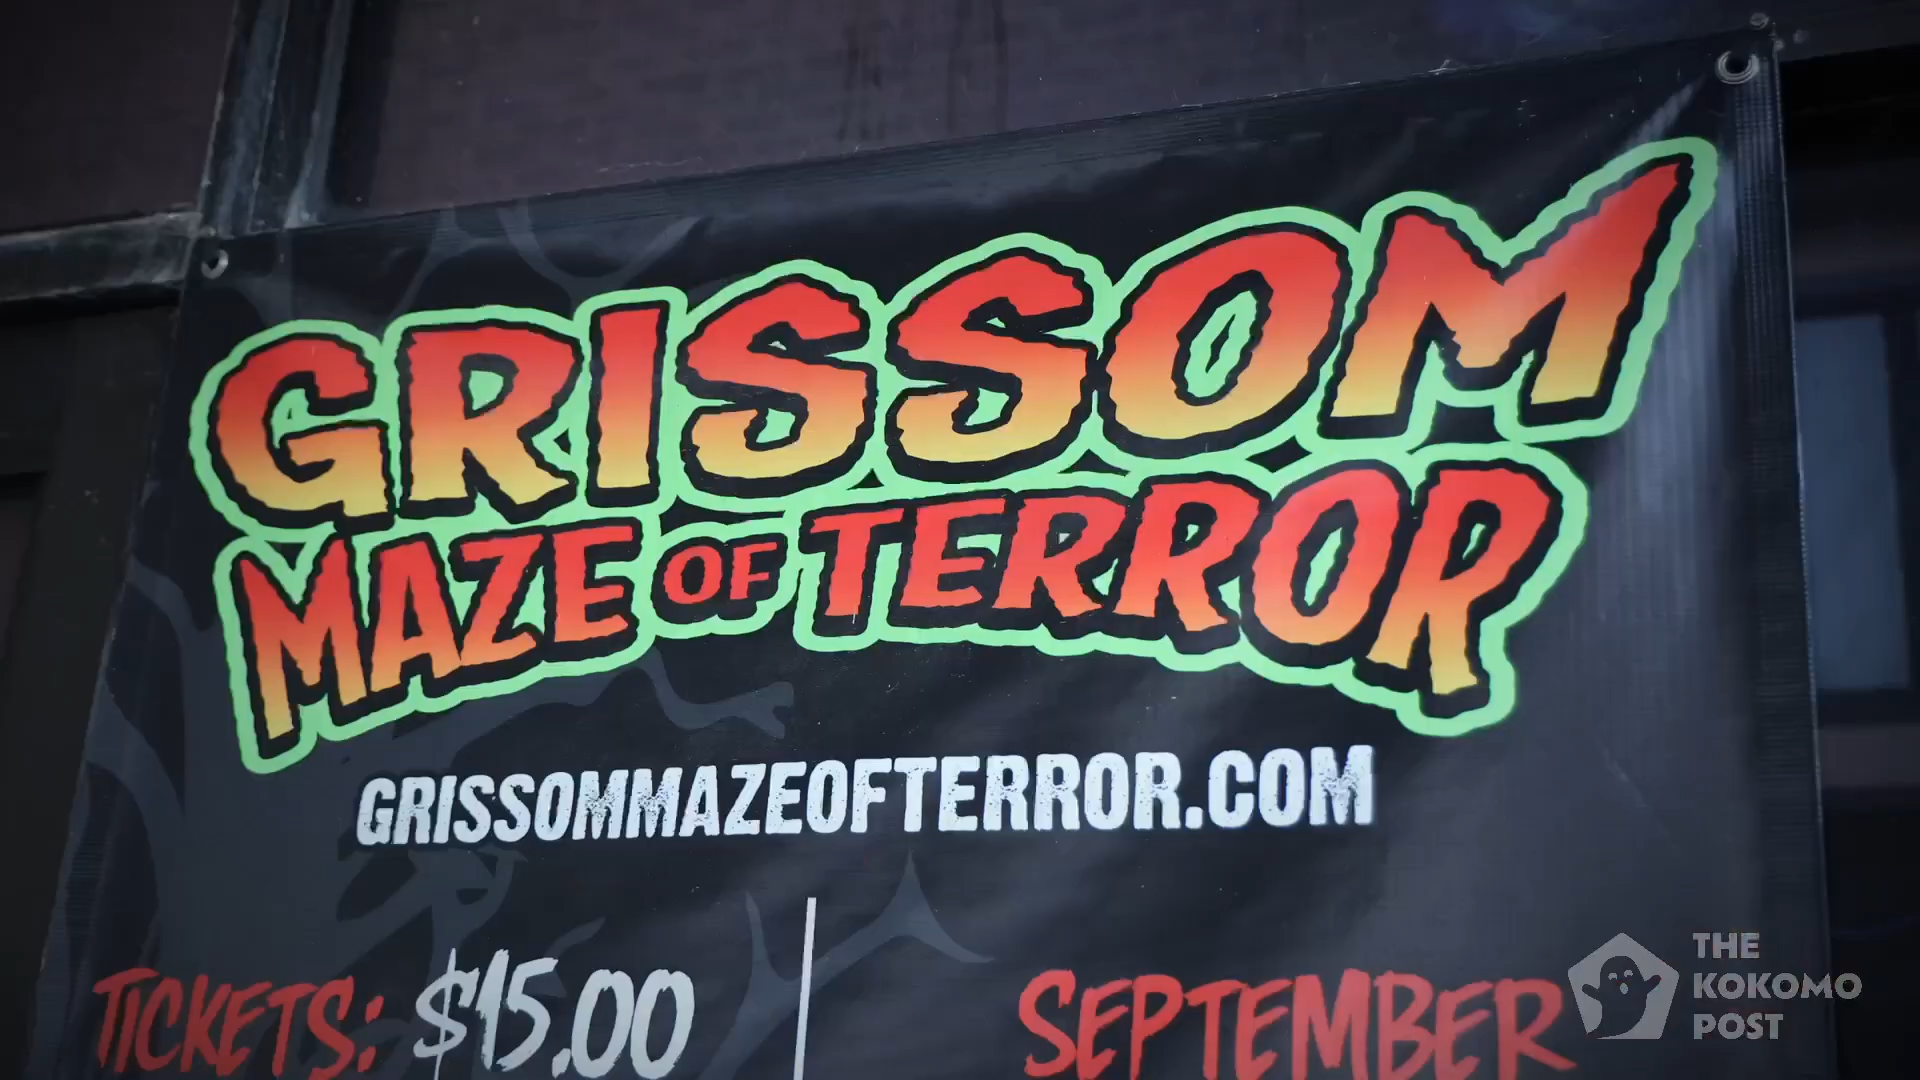 GRISSOM
MAZE OF TERROR
GRISSOMMAZEOFTERROR.COM
TICKETS: $15.00
SEPTEMBER
THE
KOKOMO
POST